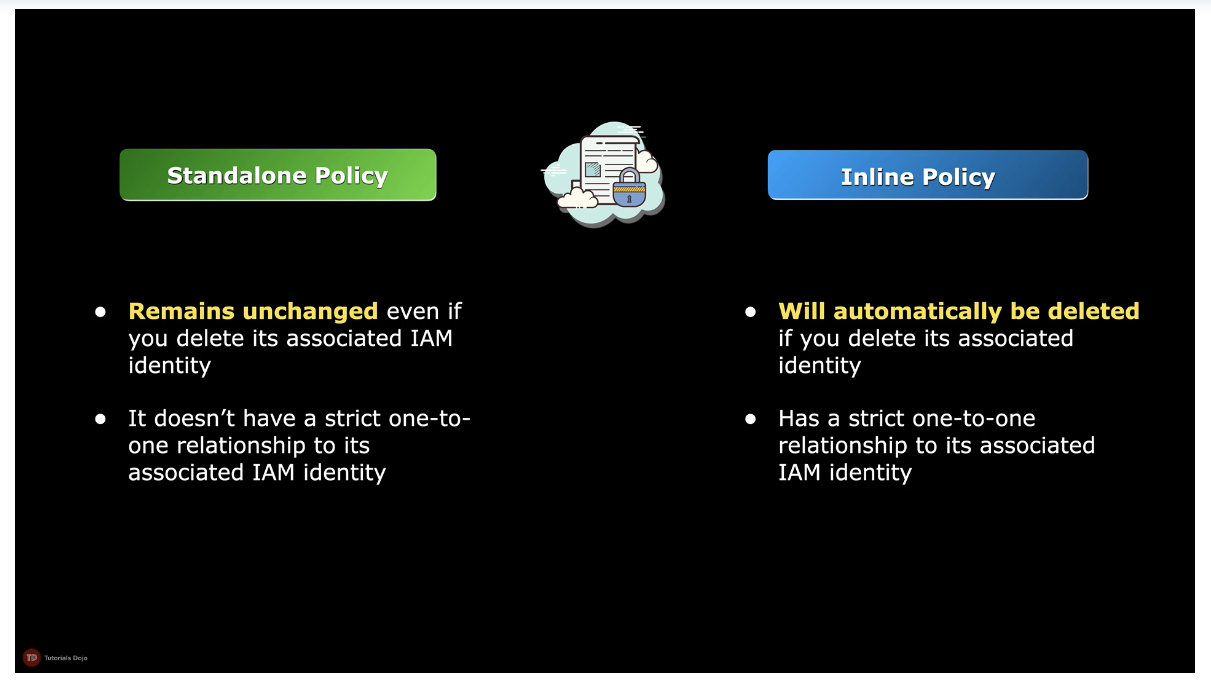 Standalone Policy
Inline Policy
● Remains unchanged even if
you delete its associated IAM
identity
● It doesn’t have a strict one-to-
one relationship to its
associated IAM identity
● Will automatically be deleted
if you delete its associated
identity
● Has a strict one-to-one
relationship to its associated
IAM identity
TD Tutorials Dojo